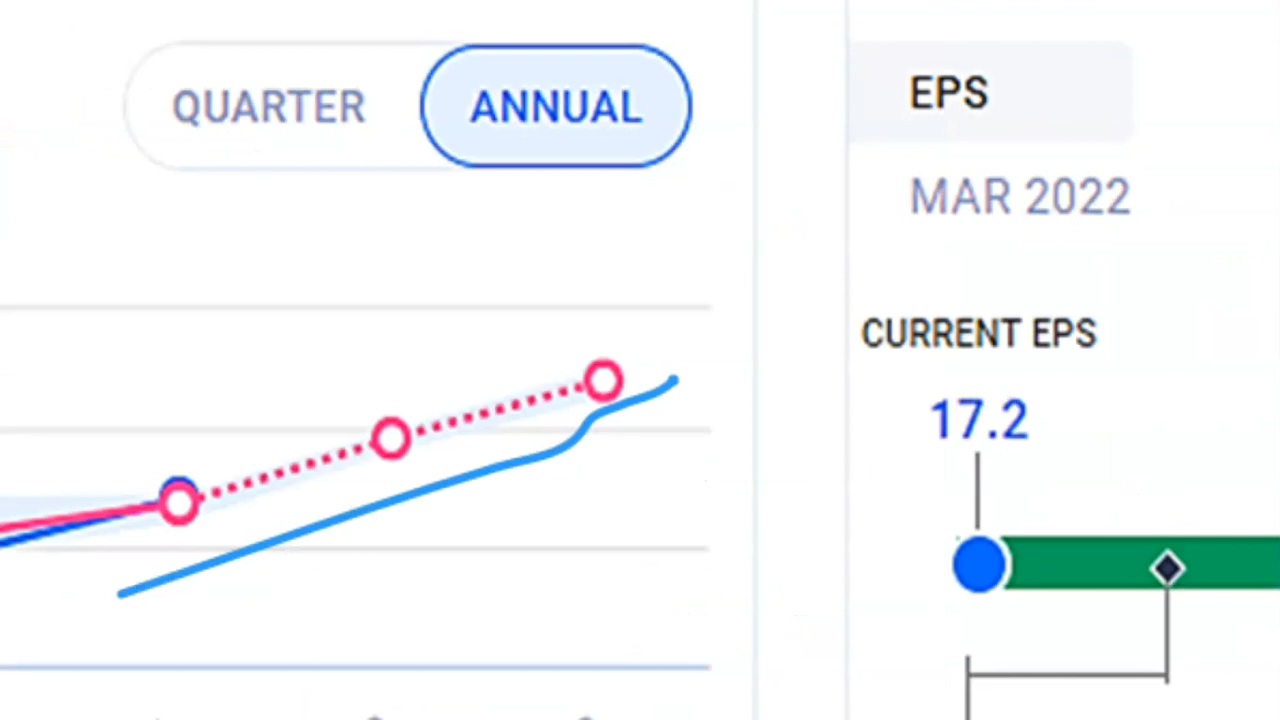 QUARTER ANNUAL
EPS
MAR 2022
CURRENT EPS
17.2